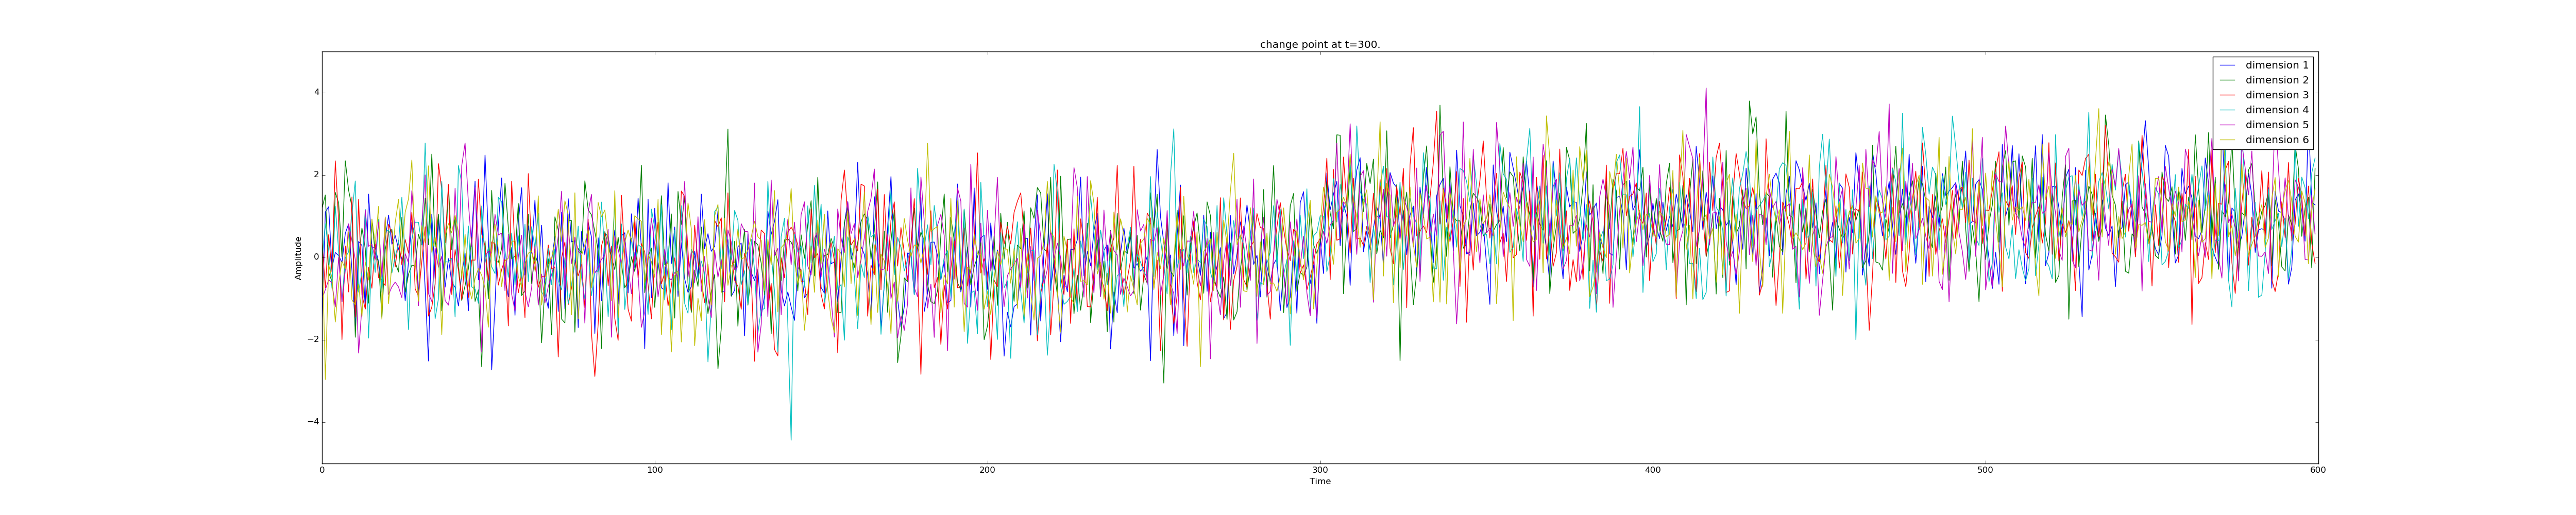 change point at t=300.
dimension 1
dimension 2
dimension 3
dimension 4
dimension 5
dimension 6
4
2
0
−2
−4
Amplitude
0 100 200 300 400 500 600
Time